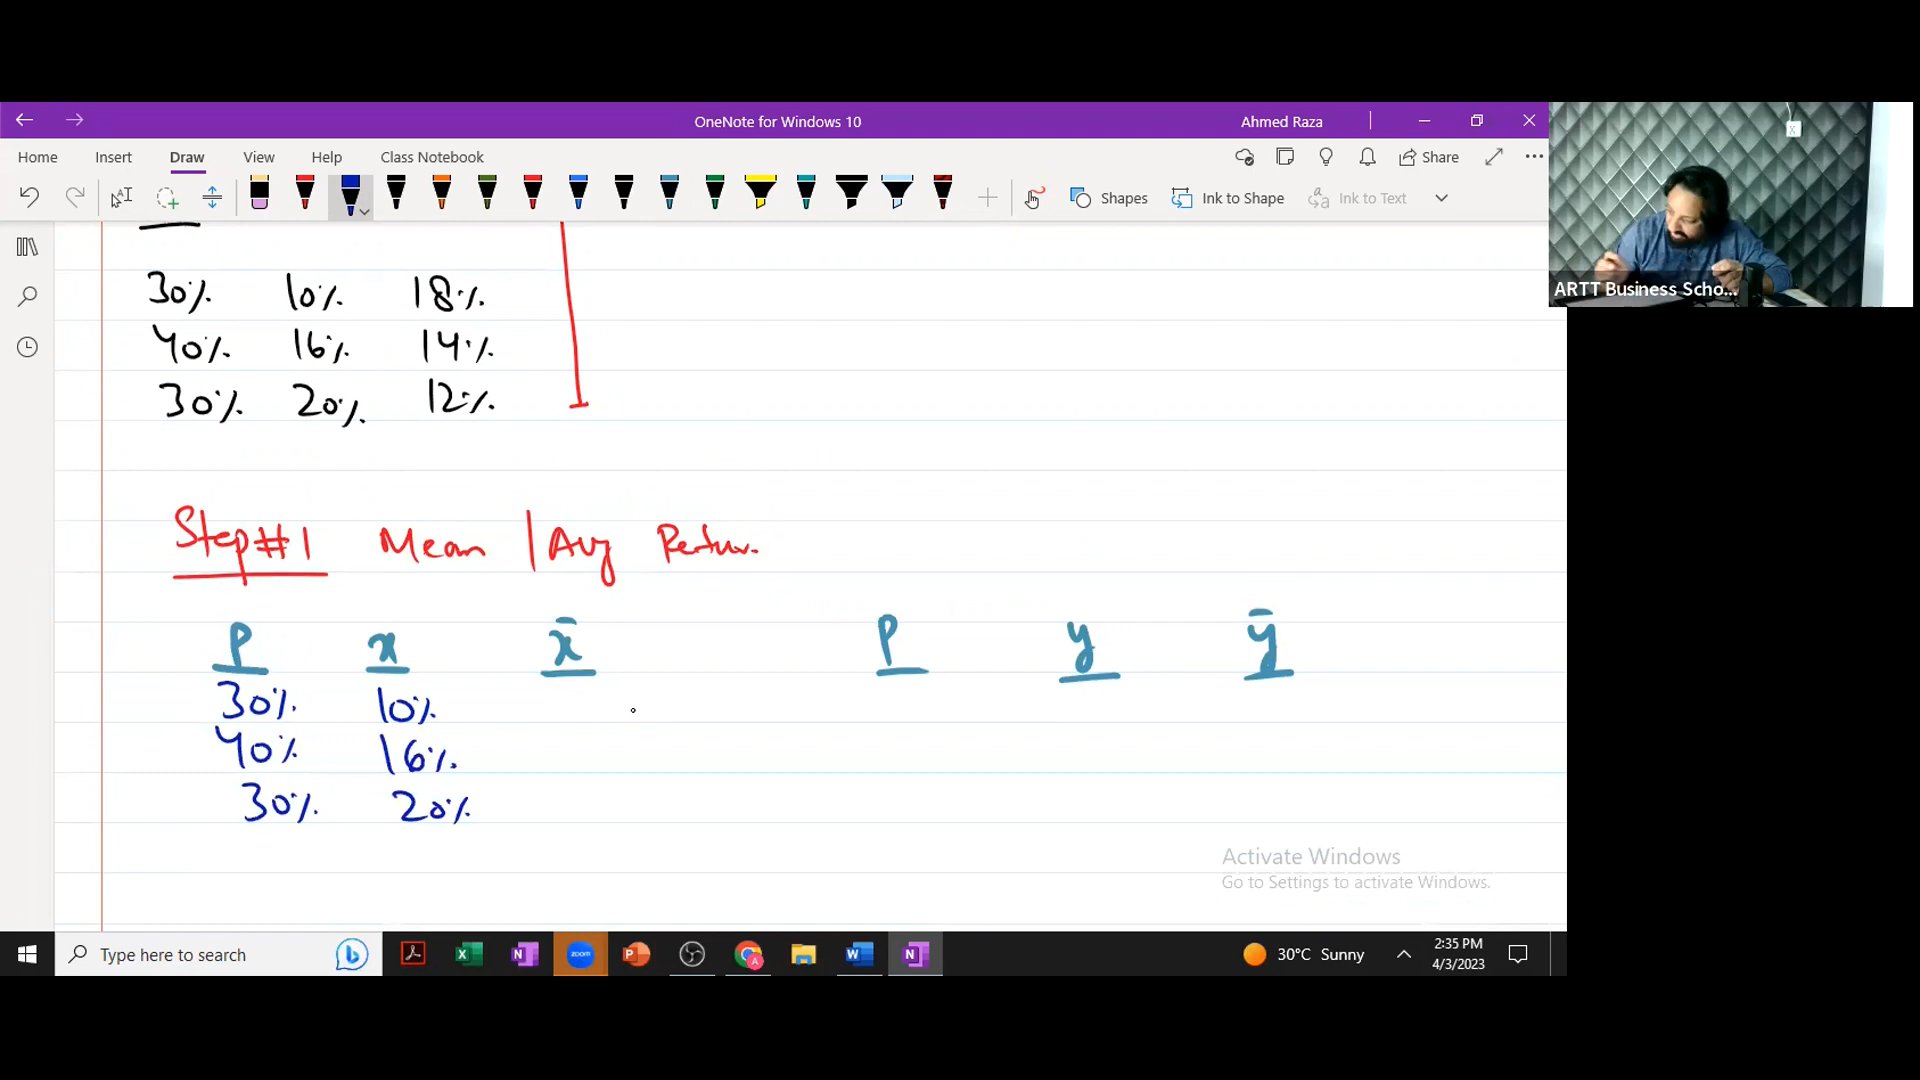 OneNote for Windows 10
Ahmed Raza
Home Insert Draw View Help Class Notebook
Share
Shapes
Ink to Shape
Ink to Text
ARTT Business Scho...
30% 10% 18%
40% 16% 14%
30% 20% 12%
Step#1 Mean / Avg Return.
P x x̄ P y ȳ
30% 10%
40% 16%
30% 20%
Activate Windows
Go to Settings to activate Windows.
Type here to search
zoom
30°C Sunny
2:35 PM
4/3/2023